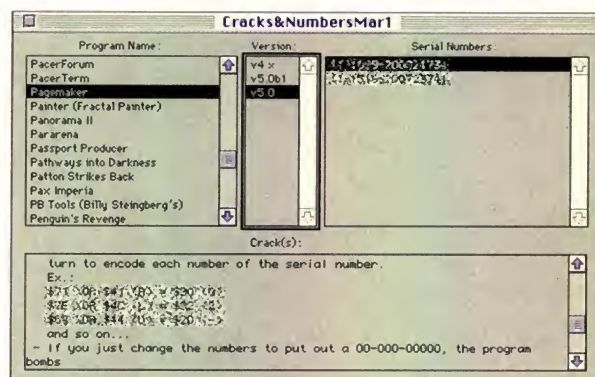 Cracks&NumbersMar1
Program Name:
PacerForum
PacerTerm
Pagemaker
Painter (Fractal Painter)
Panorama II
Pararena
Passport Producer
Pathways into Darkness
Patton Strikes Back
Pax Imperia
PB Tools (Billy Steingberg's)
Penguin's Revenge
Version:
v4.x
v5.0b1
v5.0
Serial Numbers:
Crack(s):
turn to encode each number of the serial number.
Ex.:
and so on...
- If you just change the numbers to put out a 00-000-00000, the program
bombs